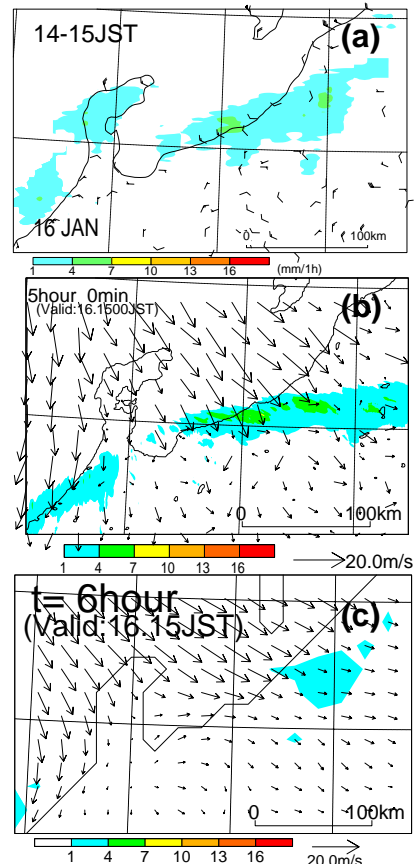 14-15JST
(a)
16 JAN
0 100km
1 4 7 10 13 16 (mm/1h)
5hour 0min
(Valid:16.1500JST)
(b)
0 100km
1 4 7 10 13 16 20.0m/s
t= 6hour
(Valid:16.15JST)
(c)
0 100km
1 4 7 10 13 16 20.0m/s